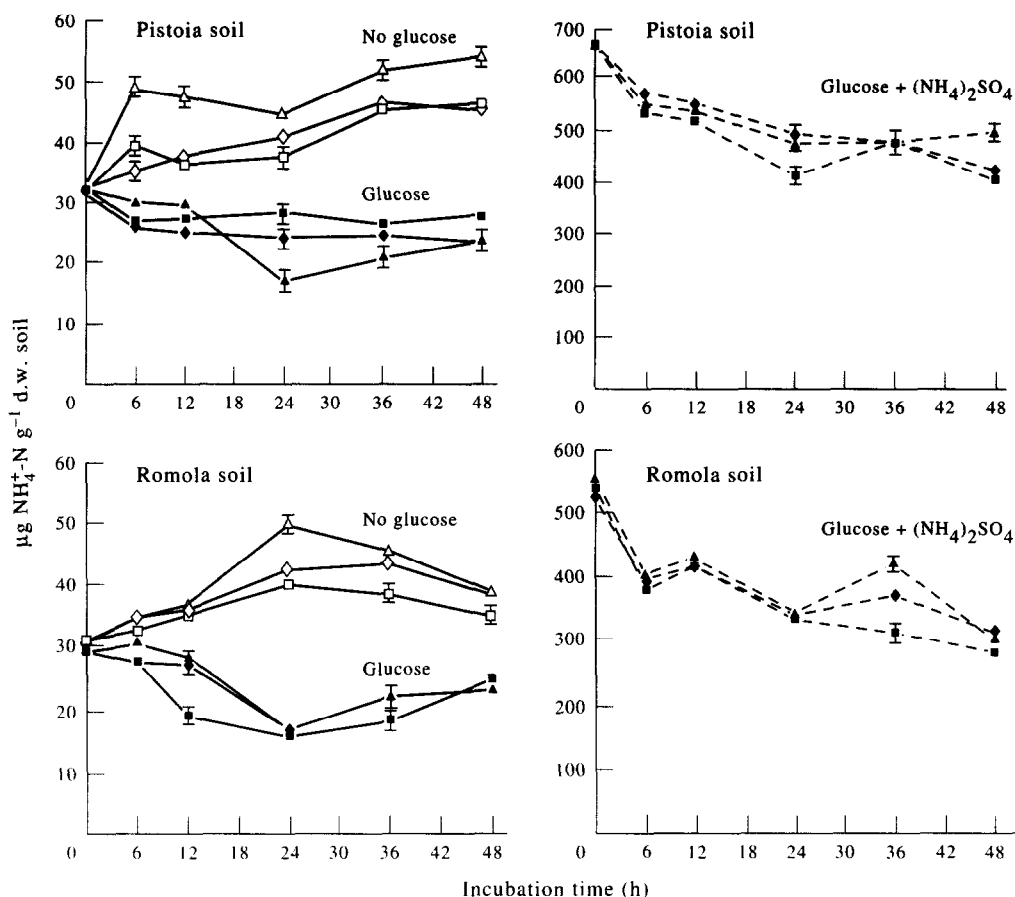 Pistoia soil
No glucose
Glucose
60
50
40
30
20
10
0 6 12 18 24 30 36 42 48
Pistoia soil
Glucose + (NH₄)₂SO₄
700
600
500
400
300
200
100
0 6 12 18 24 30 36 42 48
µg NH₄⁺-N g⁻¹ d.w. soil
Romola soil
No glucose
Glucose
60
50
40
30
20
10
0 6 12 18 24 30 36 42 48
Romola soil
Glucose + (NH₄)₂SO₄
600
500
400
300
200
100
0 6 12 18 24 30 36 42 48
Incubation time (h)